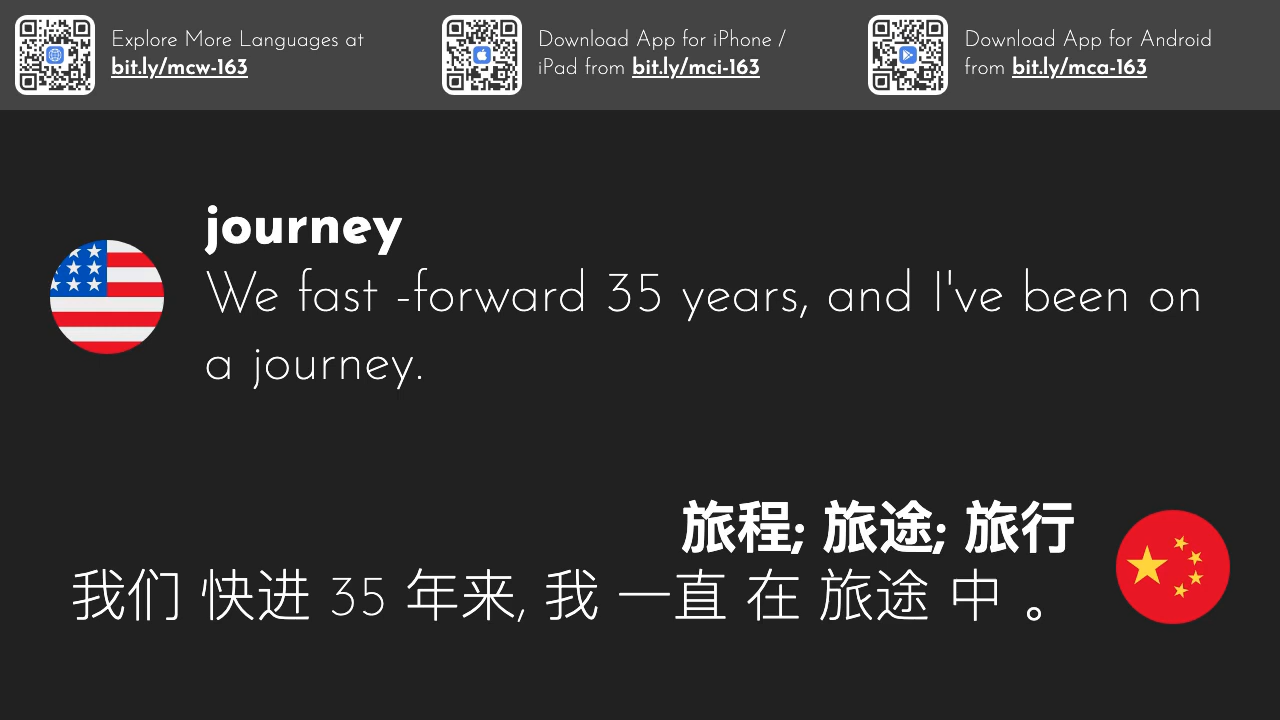 Explore More Languages at
bit.ly/mcw-163
Download App for iPhone /
iPad from bit.ly/mci-163
Download App for Android
from bit.ly/mca-163
journey
We fast -forward 35 years, and I've been on
a journey.
旅程; 旅途; 旅行
我们 快进 35 年来, 我 一直 在 旅途 中 。